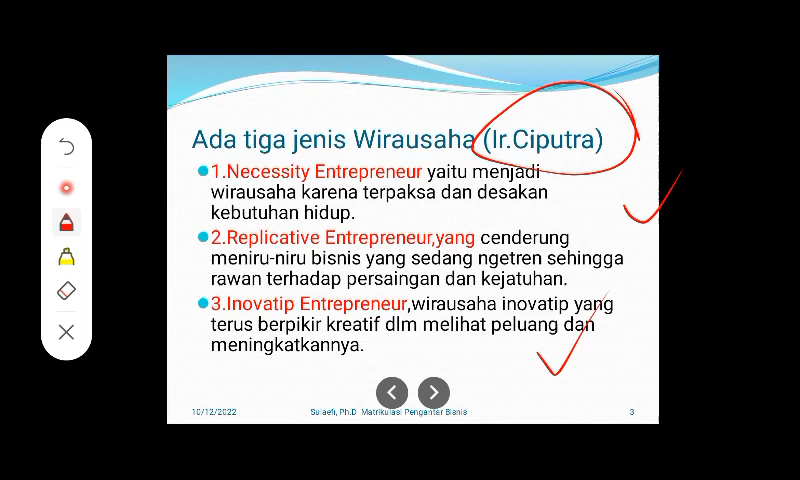 Ada tiga jenis Wirausaha (Ir.Ciputra)
1.Necessity Entrepreneur yaitu menjadi
wirausaha karena terpaksa dan desakan
kebutuhan hidup.
2.Replicative Entrepreneur,yang cenderung
meniru-niru bisnis yang sedang ngetren sehingga
rawan terhadap persaingan dan kejatuhan.
3.Inovatip Entrepreneur,wirausaha inovatip yang
terus berpikir kreatif dlm melihat peluang dan
meningkatkannya.
10/12/2022 Sulaefi, Ph.D Matrikulasi Pengantar Bisnis 3